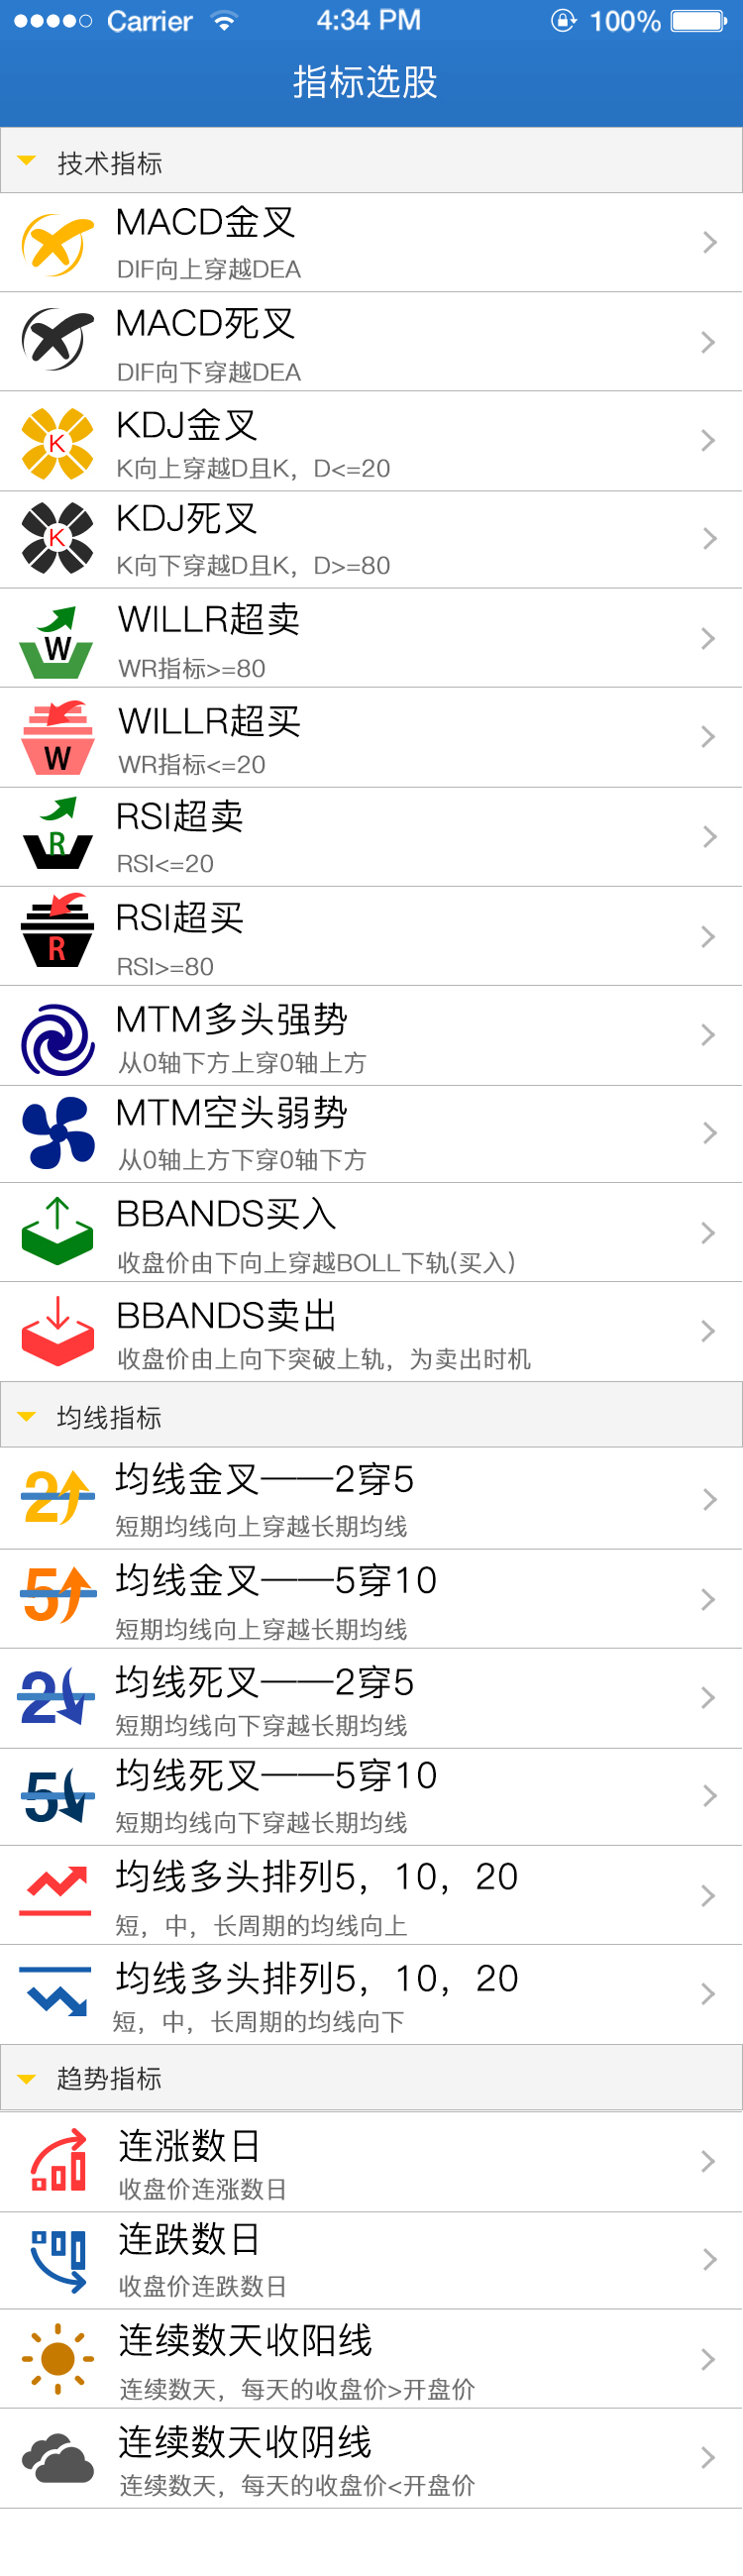 Carrier 4:34 PM 100%
指标选股
技术指标
MACD金叉
DIF向上穿越DEA
MACD死叉
DIF向下穿越DEA
K
KDJ金叉
K向上穿越D且K，D<=20
K
KDJ死叉
K向下穿越D且K，D>=80
W
WILLR超卖
WR指标>=80
W
WILLR超买
WR指标<=20
R
RSI超卖
RSI<=20
R
RSI超买
RSI>=80
MTM多头强势
从0轴下方上穿0轴上方
MTM空头弱势
从0轴上方下穿0轴下方
BBANDS买入
收盘价由下向上穿越BOLL下轨(买入)
BBANDS卖出
收盘价由上向下突破上轨，为卖出时机
均线指标
2
均线金叉——2穿5
短期均线向上穿越长期均线
5
均线金叉——5穿10
短期均线向上穿越长期均线
2
均线死叉——2穿5
短期均线向下穿越长期均线
5
均线死叉——5穿10
短期均线向下穿越长期均线
均线多头排列5，10，20
短，中，长周期的均线向上
均线多头排列5，10，20
短，中，长周期的均线向下
趋势指标
连涨数日
收盘价连涨数日
连跌数日
收盘价连跌数日
连续数天收阳线
连续数天，每天的收盘价>开盘价
连续数天收阴线
连续数天，每天的收盘价<开盘价